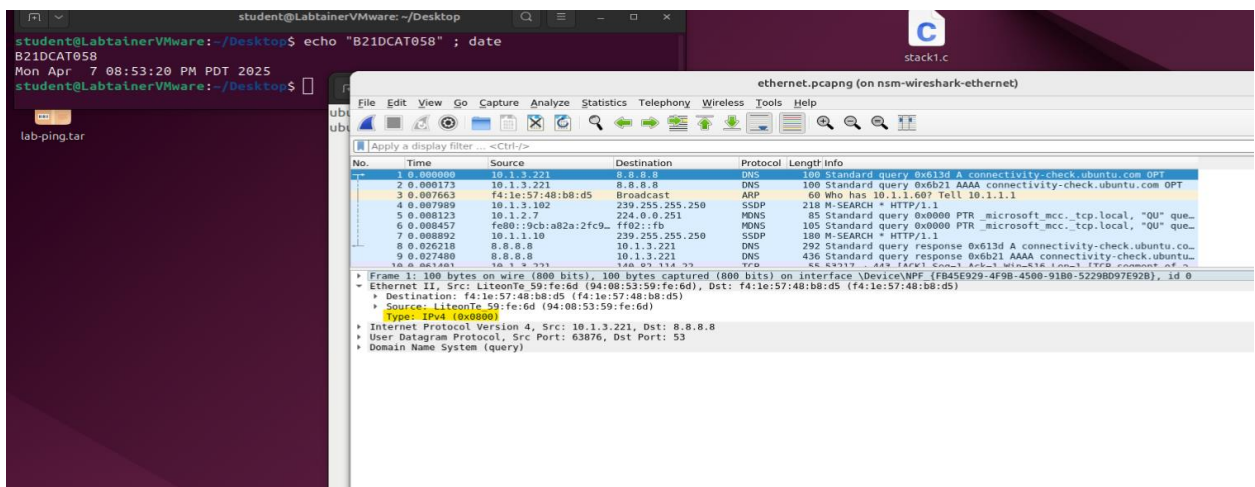 student@LabtainerVMware: ~/Desktop
student@LabtainerVMware:~/Desktop$ echo "B21DCAT058" ; date
B21DCAT058
Mon Apr 7 08:53:20 PM PDT 2025
student@LabtainerVMware:~/Desktop$
lab-ping.tar
C
stack1.c
ubu
ubu
ethernet.pcapng (on nsm-wireshark-ethernet)
File Edit View Go Capture Analyze Statistics Telephony Wireless Tools Help
Apply a display filter ... <Ctrl-/>
No. Time Source Destination Protocol Length Info
1 0.000000 10.1.3.221 8.8.8.8 DNS 100 Standard query 0x613d A connectivity-check.ubuntu.com OPT
2 0.000173 10.1.3.221 8.8.8.8 DNS 100 Standard query 0x6b21 AAAA connectivity-check.ubuntu.com OPT
3 0.007663 f4:1e:57:48:b8:d5 Broadcast ARP 60 Who has 10.1.1.60? Tell 10.1.1.1
4 0.007989 10.1.3.102 239.255.255.250 SSDP 218 M-SEARCH * HTTP/1.1
5 0.008123 10.1.2.7 224.0.0.251 MDNS 85 Standard query 0x0000 PTR _microsoft_mcc._tcp.local, "QU" que…
6 0.008457 fe80::9cb:a82a:2fc9… ff02::fb MDNS 105 Standard query 0x0000 PTR _microsoft_mcc._tcp.local, "QU" que…
7 0.008892 10.1.1.10 239.255.255.250 SSDP 180 M-SEARCH * HTTP/1.1
8 0.026218 8.8.8.8 10.1.3.221 DNS 292 Standard query response 0x613d A connectivity-check.ubuntu.co…
9 0.027480 8.8.8.8 10.1.3.221 DNS 436 Standard query response 0x6b21 AAAA connectivity-check.ubuntu…
Frame 1: 100 bytes on wire (800 bits), 100 bytes captured (800 bits) on interface \Device\NPF_{FB45E929-4F9B-4500-91B0-5229BD97E92B}, id 0
Ethernet II, Src: LiteonTe_59:fe:6d (94:08:53:59:fe:6d), Dst: f4:1e:57:48:b8:d5 (f4:1e:57:48:b8:d5)
Destination: f4:1e:57:48:b8:d5 (f4:1e:57:48:b8:d5)
Source: LiteonTe_59:fe:6d (94:08:53:59:fe:6d)
Type: IPv4 (0x0800)
Internet Protocol Version 4, Src: 10.1.3.221, Dst: 8.8.8.8
User Datagram Protocol, Src Port: 63876, Dst Port: 53
Domain Name System (query)